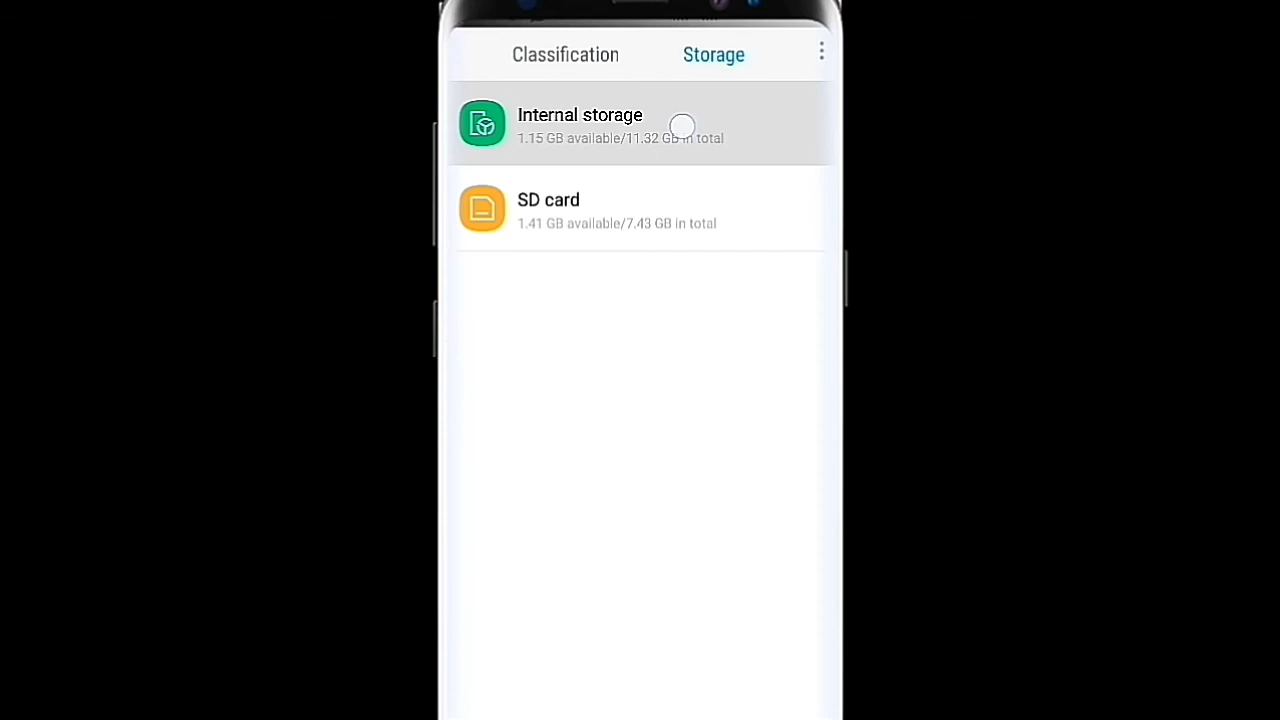 Classification Storage
Internal storage
1.15 GB available/11.32 GB in total
SD card
1.41 GB available/7.43 GB in total